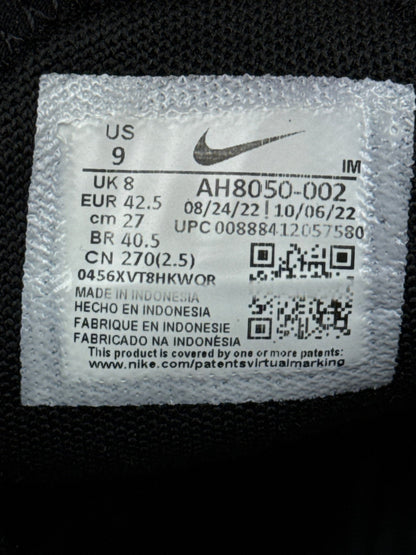 US
9
IM
UK 8
AH8050-002
EUR 42.5
08/24/22 | 10/06/22
cm 27
UPC 00888412057580
BR 40.5
CN 270(2.5)
0456XVT8HKWQR
MADE IN INDONESIA
HECHO EN INDONESIA
FABRIQUE EN INDONESIE
FABRICADO NA INDONÉSIA
This product is covered by one or more patents:
www.nike.com/patentsvirtualmarking